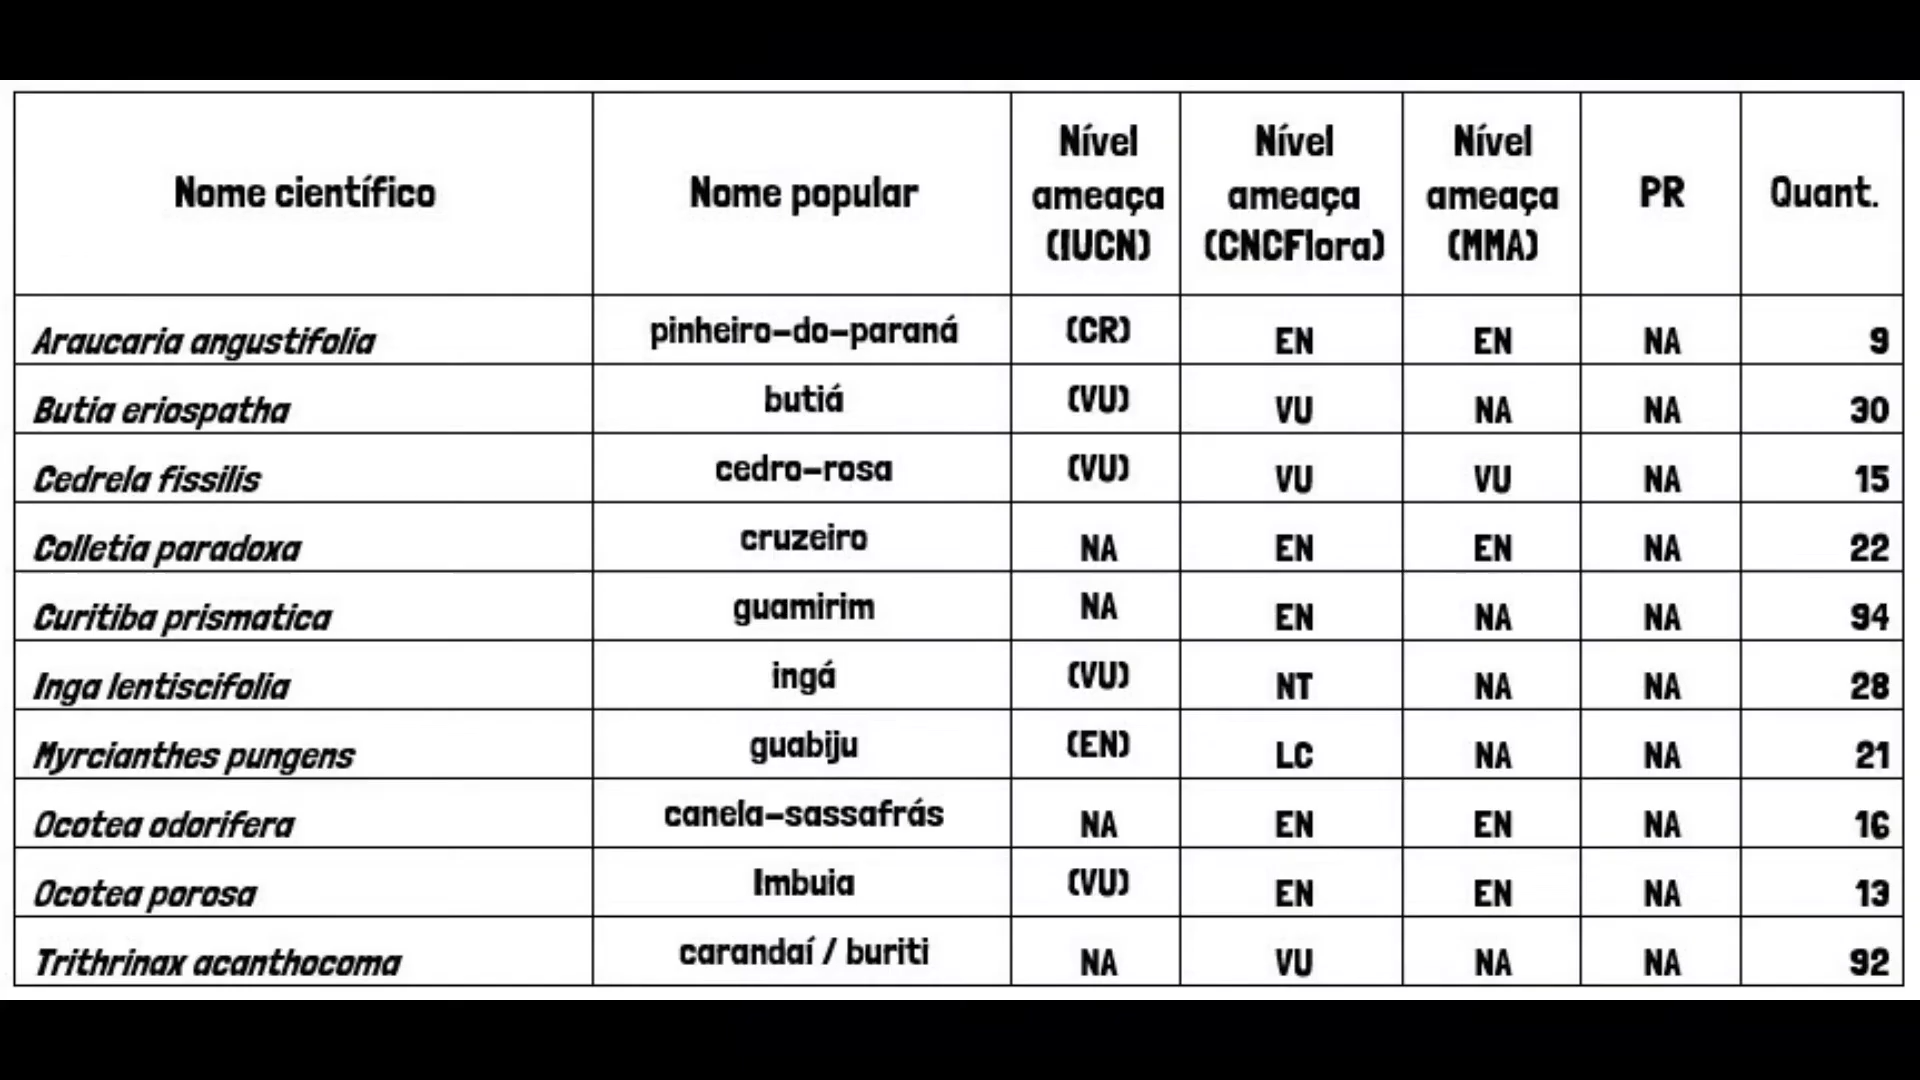 Nome científico Nome popular Nível ameaça (IUCN) Nível ameaça (CNCFlora) Nível ameaça (MMA) PR Quant.
Araucaria angustifolia pinheiro-do-paraná (CR) EN EN NA 9
Butia eriospatha butiá (VU) VU NA NA 30
Cedrela fissilis cedro-rosa (VU) VU VU NA 15
Colletia paradoxa cruzeiro NA EN EN NA 22
Curitiba prismatica guamirim NA EN NA NA 94
Inga lentiscifolia ingá (VU) NT NA NA 28
Myrcianthes pungens guabiju (EN) LC NA NA 21
Ocotea odorifera canela-sassafrás NA EN EN NA 16
Ocotea porosa Imbuia (VU) EN EN NA 13
Trithrinax acanthocoma carandaí / buriti NA VU NA NA 92